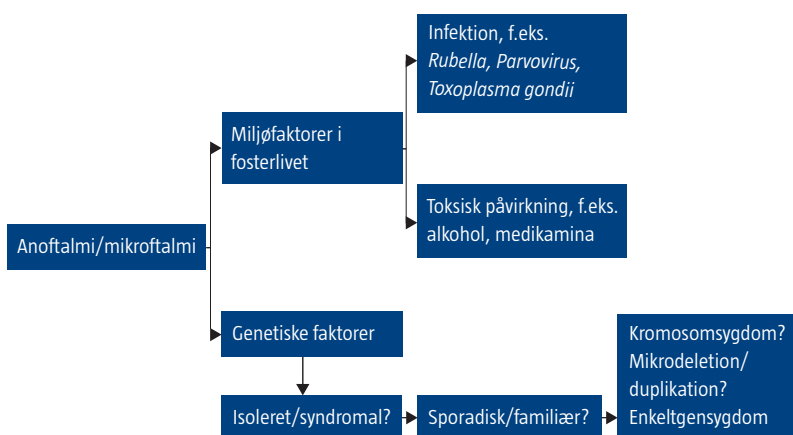 Anoftalmi/mikroftalmi
Miljøfaktorer i
fosterlivet
Infektion, f.eks.
Rubella, Parvovirus,
Toxoplasma gondii
Toksisk påvirkning, f.eks.
alkohol, medikamina
Genetiske faktorer
Isoleret/syndromal?
Sporadisk/familiær?
Kromosomsygdom?
Mikrodeletion/
duplikation?
Enkeltgensygdom